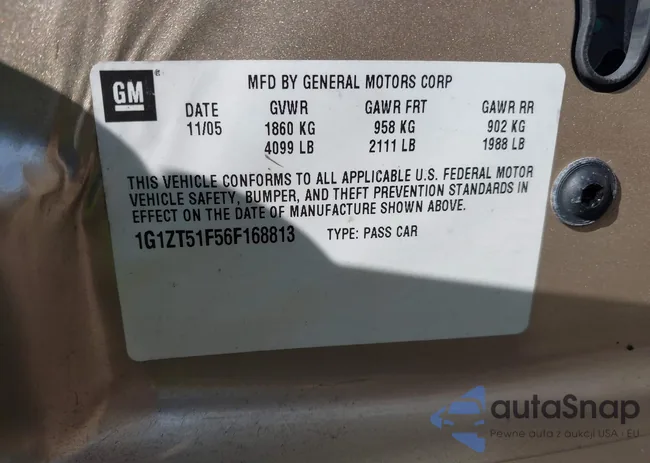 GM
MFD BY GENERAL MOTORS CORP
DATE GVWR GAWR FRT GAWR RR
11/05 1860 KG 958 KG 902 KG
4099 LB 2111 LB 1988 LB
THIS VEHICLE CONFORMS TO ALL APPLICABLE U.S. FEDERAL MOTOR
VEHICLE SAFETY, BUMPER, AND THEFT PREVENTION STANDARDS IN
EFFECT ON THE DATE OF MANUFACTURE SHOWN ABOVE.
1G1ZT51F56F168813 TYPE: PASS CAR
autaSnap
Pewne auta z aukcji USA - EU